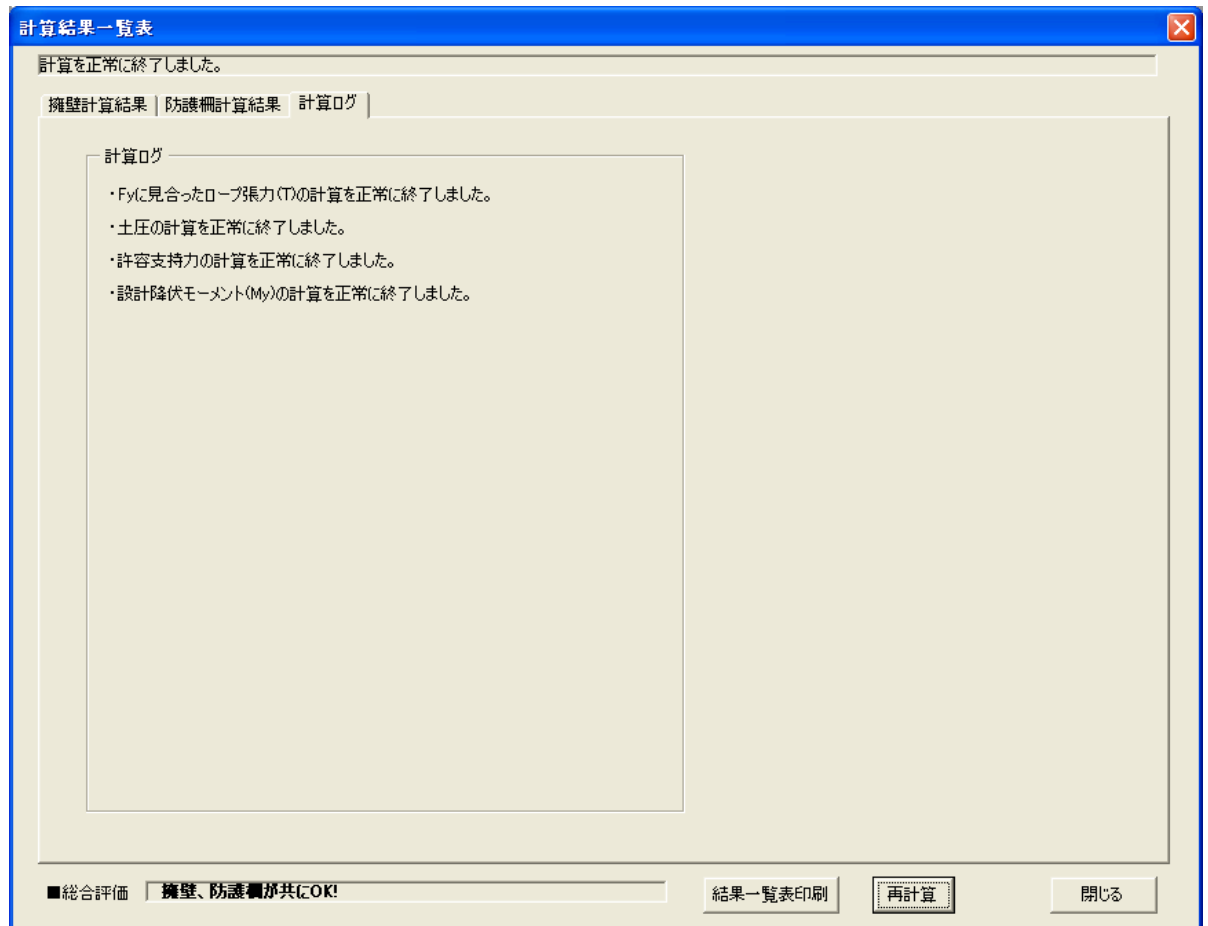 計算結果一覧表
計算を正常に終了しました。
擁壁計算結果 防護柵計算結果 計算ログ
計算ログ
・Fyに見合ったロープ張力(T)の計算を正常に終了しました。
・土圧の計算を正常に終了しました。
・許容支持力の計算を正常に終了しました。
・設計降伏モーメント(My)の計算を正常に終了しました。
■総合評価 擁壁、防護柵が共にOK! 結果一覧表印刷 再計算 閉じる